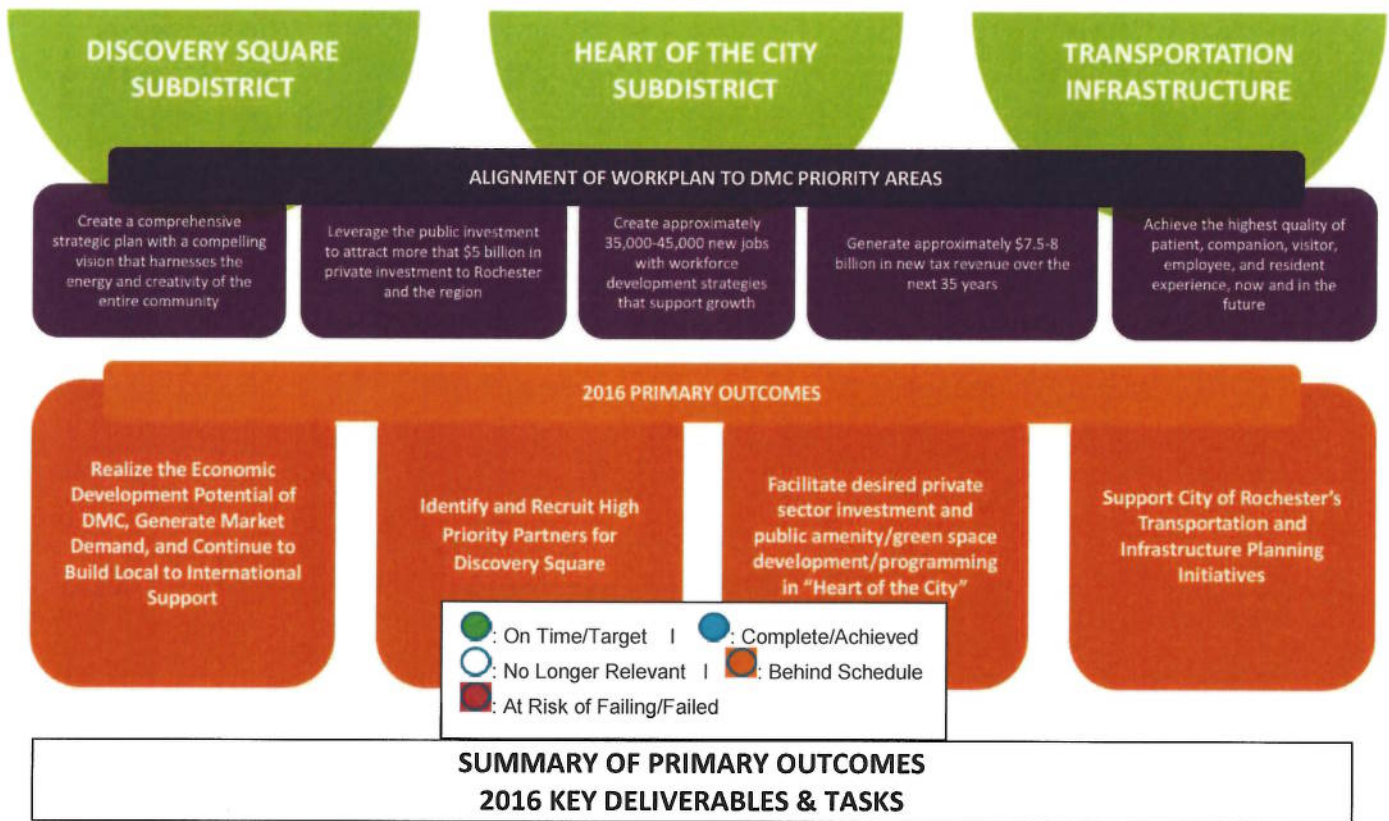 DISCOVERY SQUARE
SUBDISTRICT
HEART OF THE CITY
SUBDISTRICT
TRANSPORTATION
INFRASTRUCTURE
ALIGNMENT OF WORKPLAN TO DMC PRIORITY AREAS
Create a comprehensive
strategic plan with a compelling
vision that harnesses the
energy and creativity of the
entire community
Leverage the public investment
to attract more that $5 billion in
private investment to Rochester
and the region
Create approximately
35,000-45,000 new jobs
with workforce
development strategies
that support growth
Generate approximately $7.5-8
billion in new tax revenue over the
next 35 years
Achieve the highest quality of
patient, companion, visitor,
employee, and resident
experience, now and in the
future
2016 PRIMARY OUTCOMES
Realize the Economic
Development Potential of
DMC, Generate Market
Demand, and Continue to
Build Local to International
Support
Identify and Recruit High
Priority Partners for
Discovery Square
Facilitate desired private
sector investment and
public amenity/green space
development/programming
in "Heart of the City"
Support City of Rochester's
Transportation and
Infrastructure Planning
Initiatives
: On Time/Target | : Complete/Achieved
: No Longer Relevant | : Behind Schedule
: At Risk of Failing/Failed
SUMMARY OF PRIMARY OUTCOMES
2016 KEY DELIVERABLES & TASKS